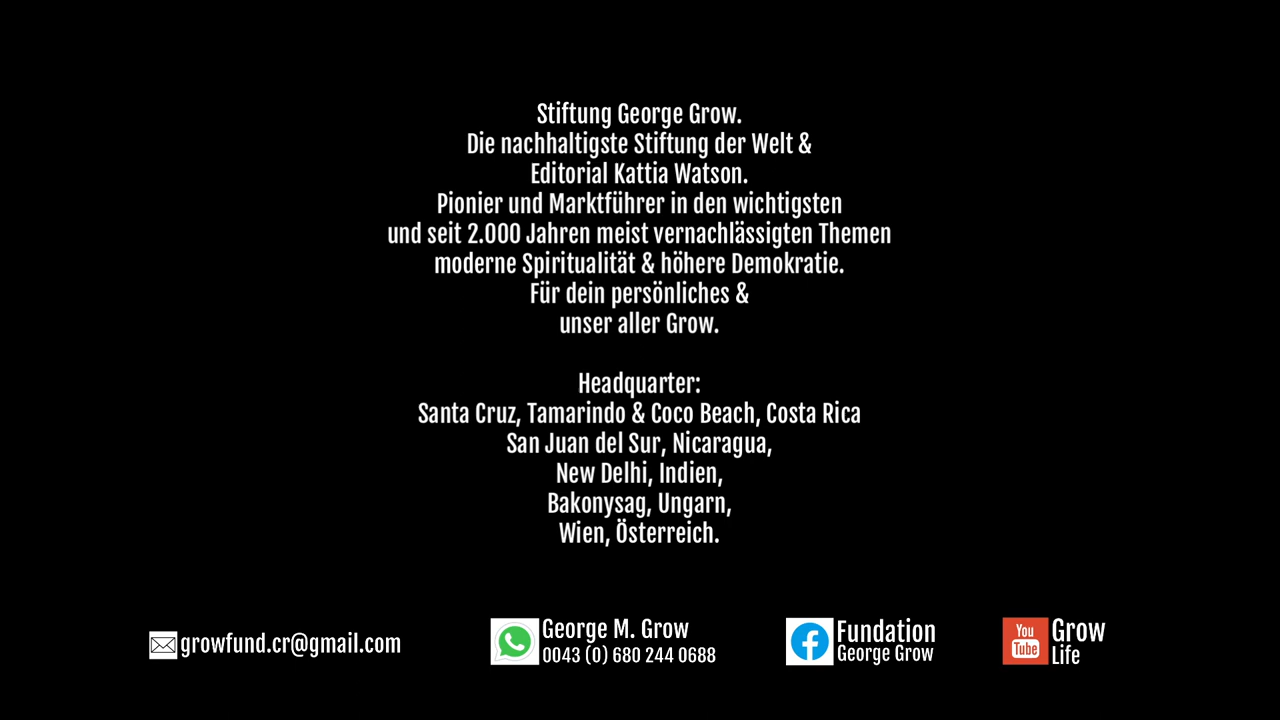 Stiftung George Grow.
Die nachhaltigste Stiftung der Welt &
Editorial Kattia Watson.
Pionier und Marktführer in den wichtigsten
und seit 2.000 Jahren meist vernachlässigten Themen
moderne Spiritualität & höhere Demokratie.
Für dein persönliches &
unser aller Grow.
Headquarter:
Santa Cruz, Tamarindo & Coco Beach, Costa Rica
San Juan del Sur, Nicaragua,
New Delhi, Indien,
Bakonysag, Ungarn,
Wien, Österreich.
growfund.cr@gmail.com
George M. Grow
0043 (0) 680 244 0688
Fundation
George Grow
You
Tube
Grow
Life